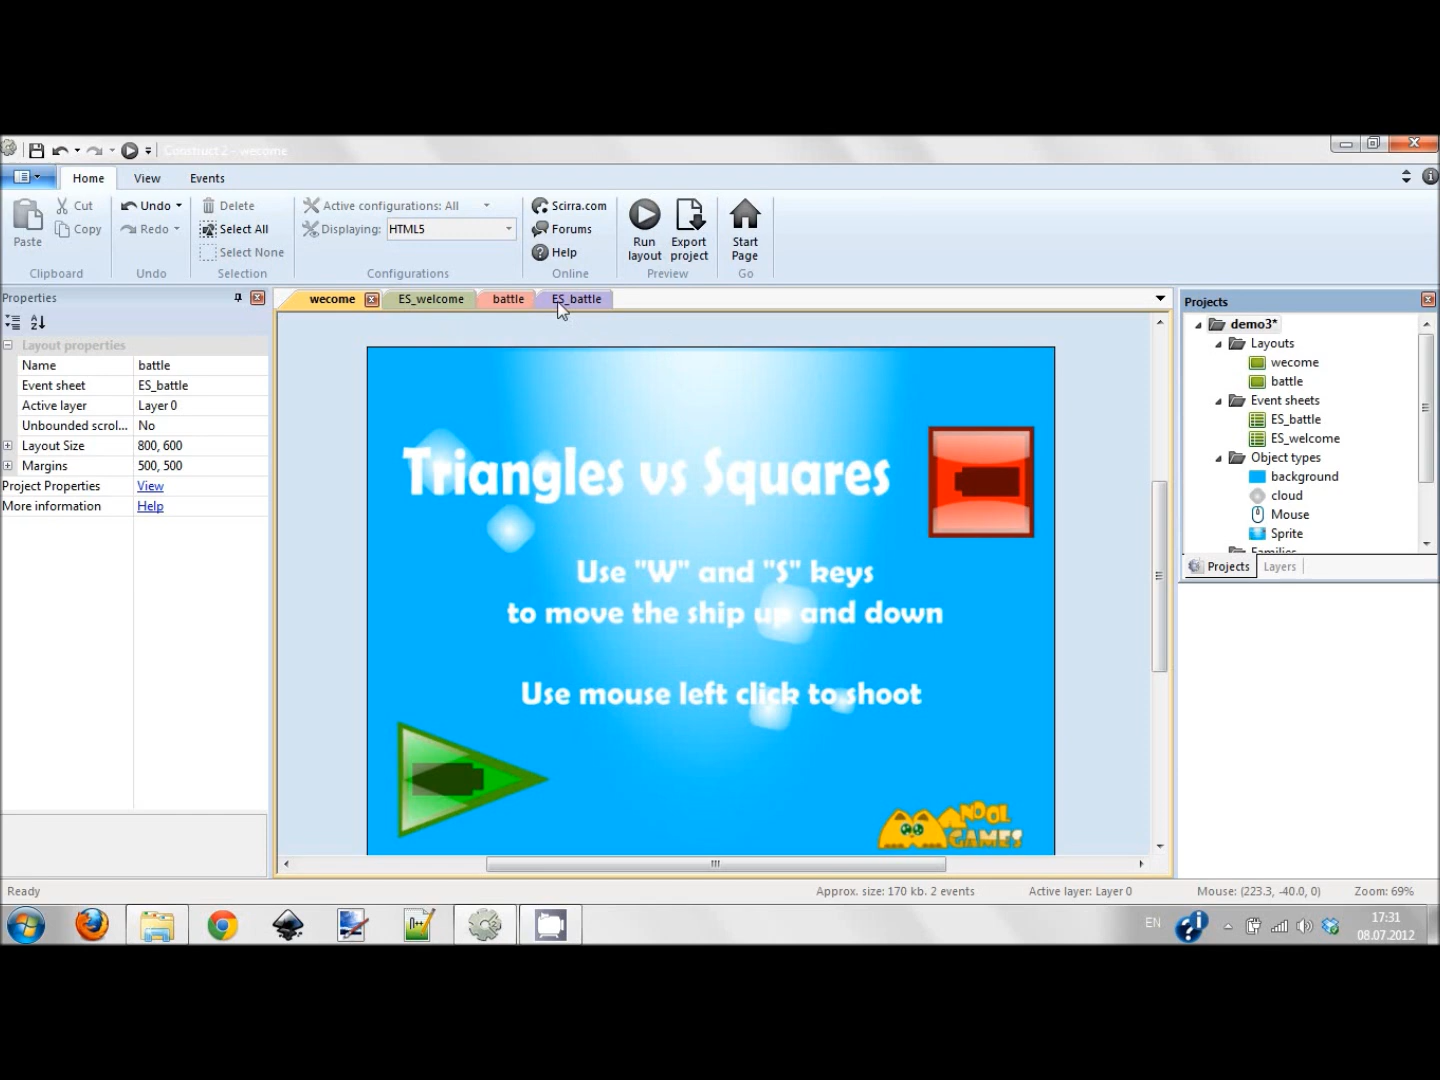 Construct 2 - wecome
Home View Events
Paste
Cut
Copy
Clipboard
Undo
Redo
Undo
Delete
Select All
Select None
Selection
Active configurations: All
Displaying: HTML5
Configurations
Scirra.com
Forums
Help
Online
Run layout
Export project
Preview
Start Page
Go
Properties
Layout properties
Name battle
Event sheet ES_battle
Active layer Layer 0
Unbounded scrol... No
Layout Size 800, 600
Margins 500, 500
Project Properties View
More information Help
wecome ES_welcome battle ES_battle
Triangles vs Squares
Use "W" and "S" keys
to move the ship up and down
Use mouse left click to shoot
NOOL
GAMES
Projects
demo3*
Layouts
wecome
battle
Event sheets
ES_battle
ES_welcome
Object types
background
cloud
Mouse
Sprite
Families
Projects Layers
Ready Approx. size: 170 kb. 2 events Active layer: Layer 0 Mouse: (223.3, -40.0, 0) Zoom: 69%
EN 17:31
08.07.2012